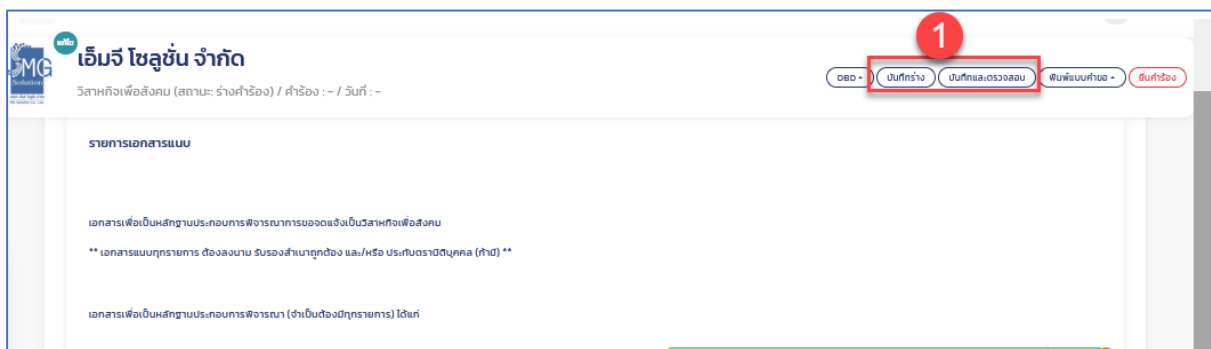 1
SMG
Solution
แก้ไข
เอ็มจี โซลูชั่น จำกัด
วิสาหกิจเพื่อสังคม (สถานะ: ร่างคำร้อง) / คำร้อง : - / วันที่ : -
DBD -
บันทึกร่าง
บันทึกและตรวจสอบ
พิมพ์แบบคำขอ -
ยื่นคำร้อง
รายการเอกสารแนบ
เอกสารเพื่อเป็นหลักฐานประกอบการพิจารณาการขอจดแจ้งเป็นวิสาหกิจเพื่อสังคม
** เอกสารแนบทุกรายการ ต้องลงนาม รับรองสำเนาถูกต้อง และ/หรือ ประทับตรานิติบุคคล (ถ้ามี) **
เอกสารเพื่อเป็นหลักฐานประกอบการพิจารณา (จำเป็นต้องมีทุกรายการ) ได้แก่